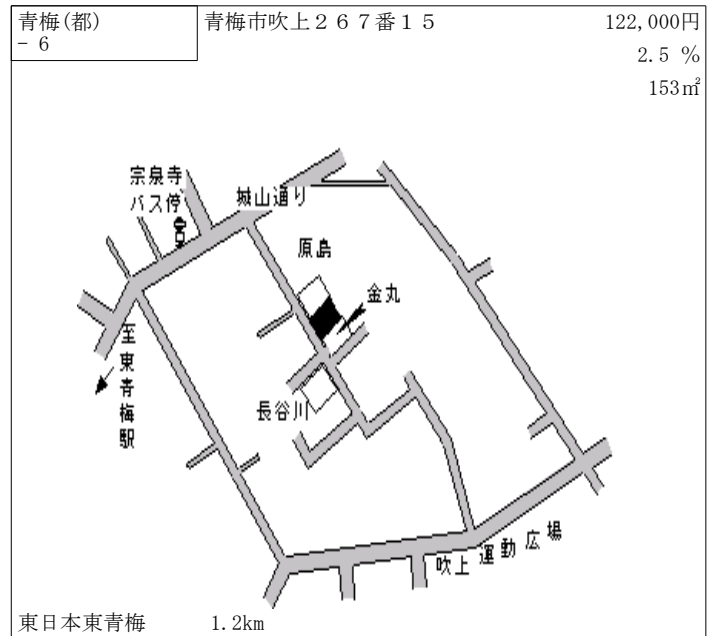 青梅(都)
- 6
青梅市吹上２６７番１５
122,000円
2.5 %
153㎡
宗泉寺
バス停
城山通り
原島
金丸
至東青梅駅
長谷川
吹上運動広場
東日本東青梅 1.2km